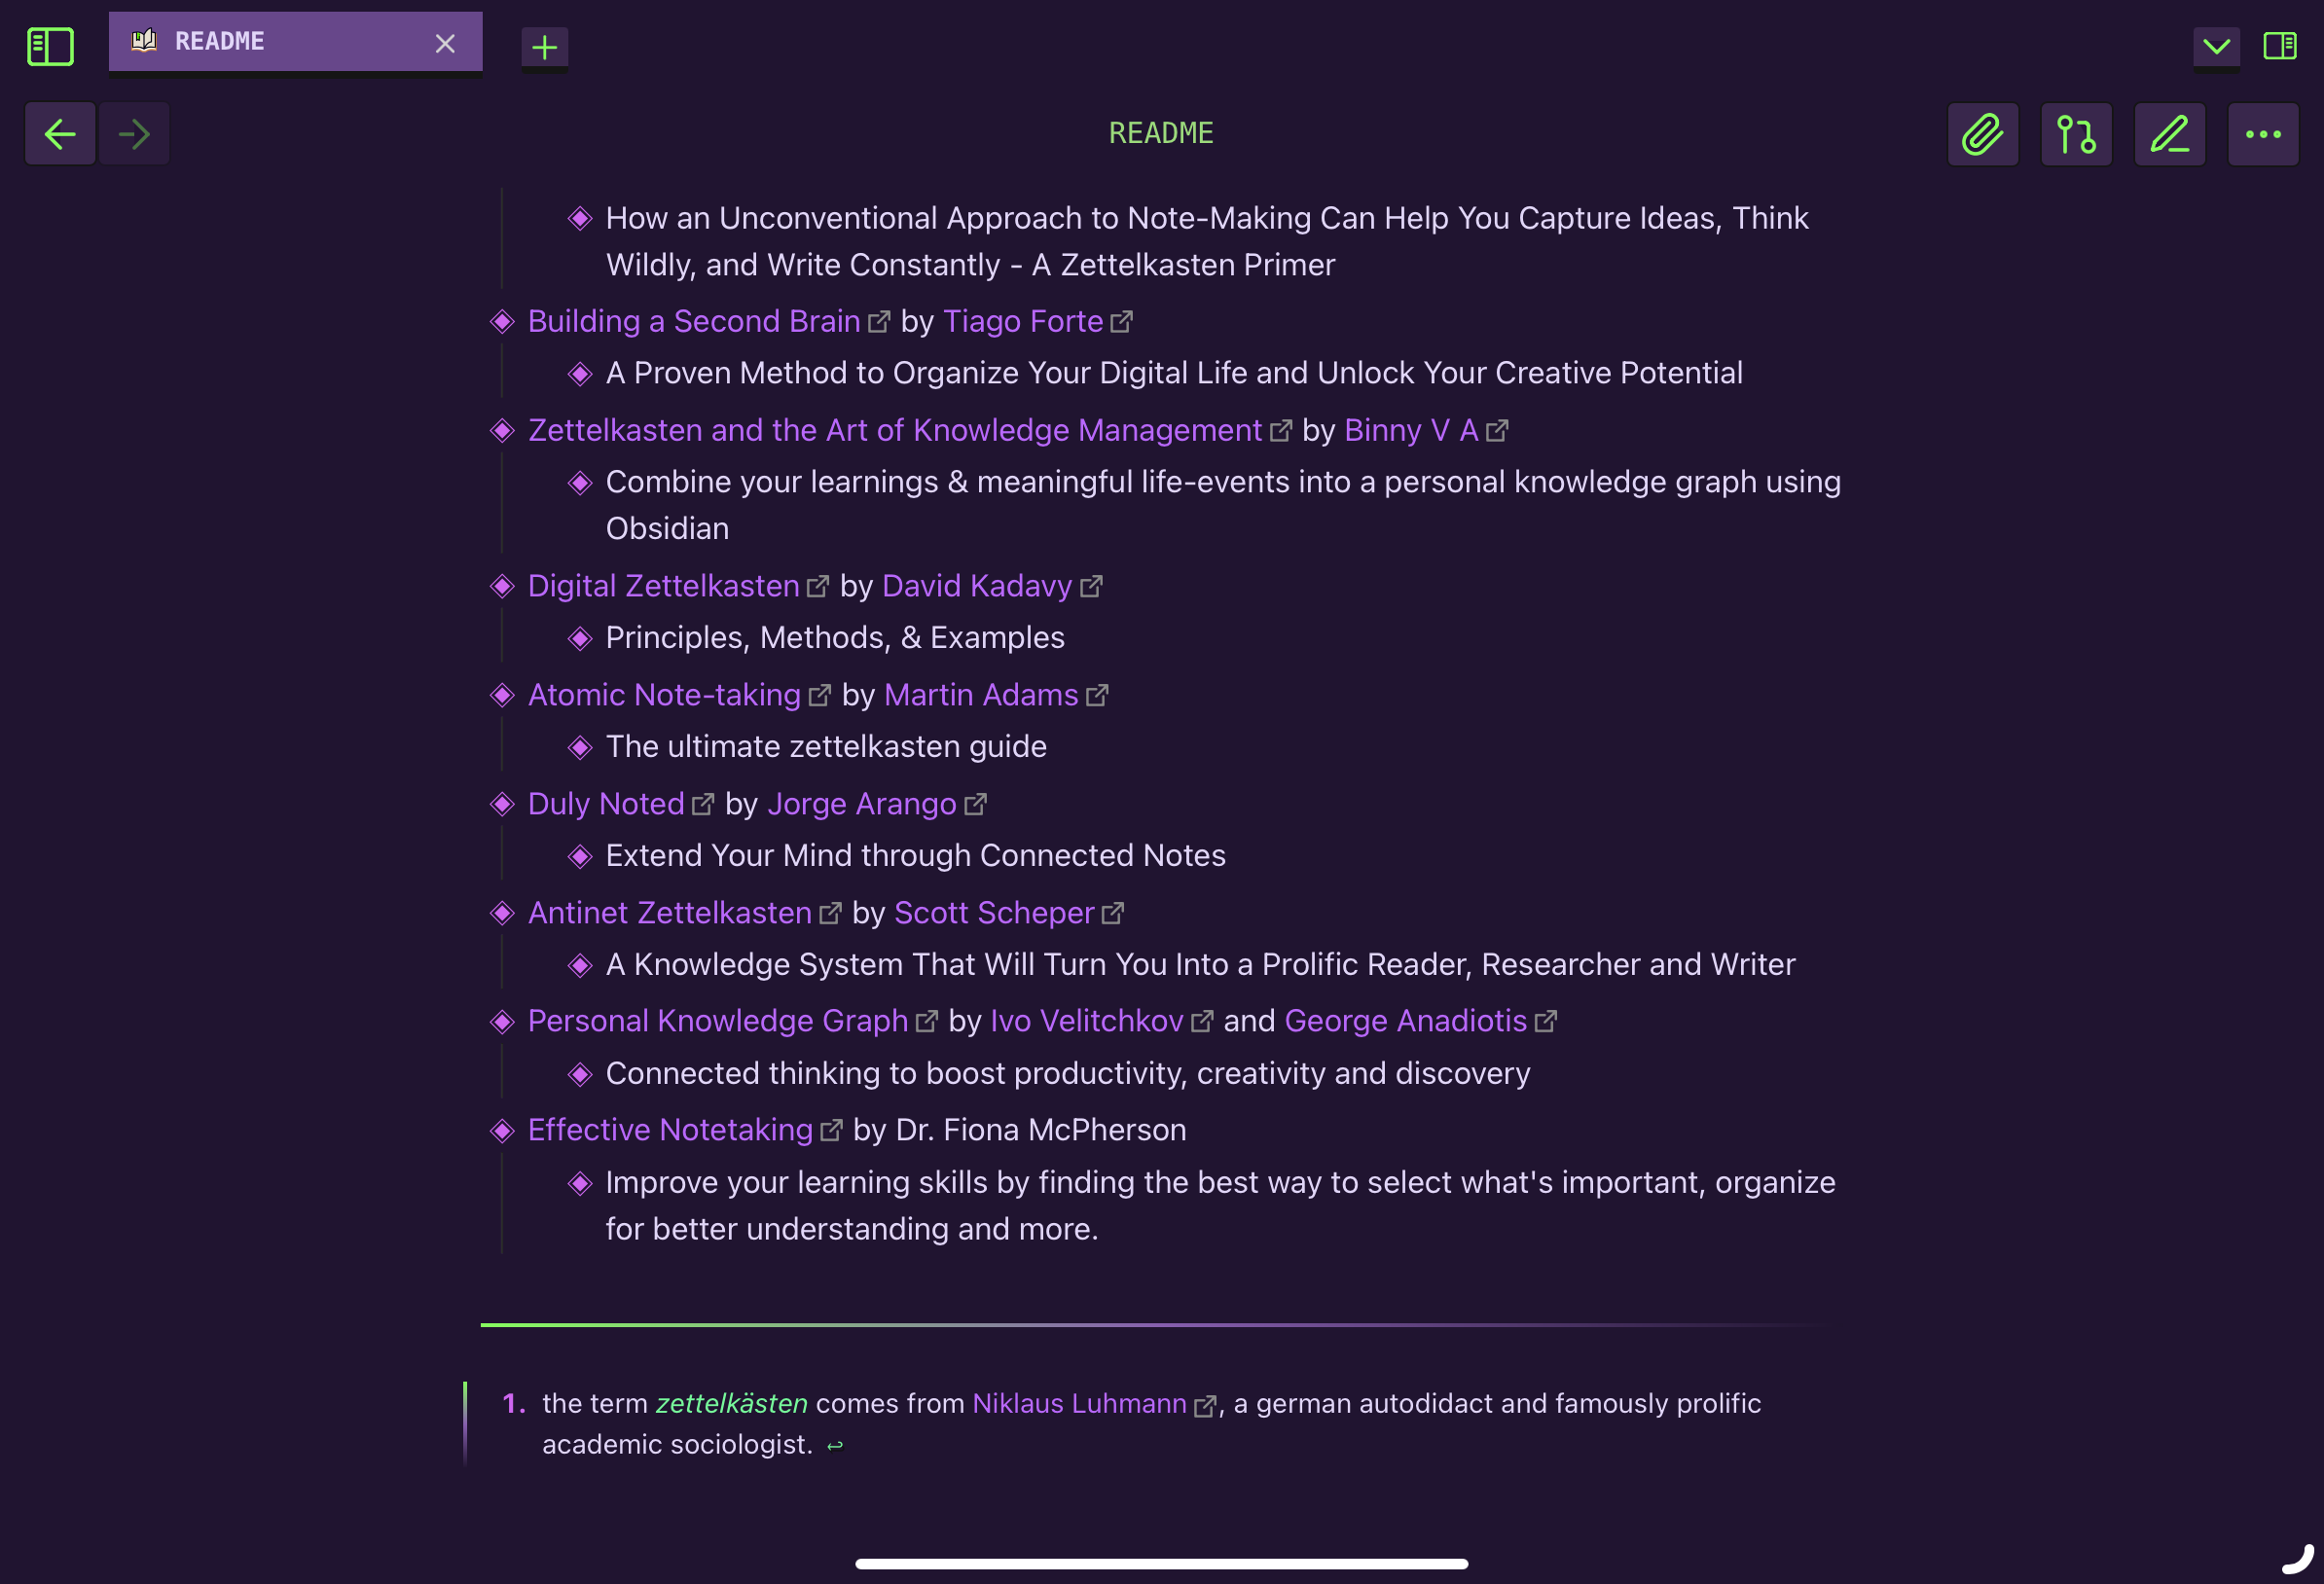 README
README
How an Unconventional Approach to Note-Making Can Help You Capture Ideas, Think
Wildly, and Write Constantly - A Zettelkasten Primer
Building a Second Brain by Tiago Forte
A Proven Method to Organize Your Digital Life and Unlock Your Creative Potential
Zettelkasten and the Art of Knowledge Management by Binny V A
Combine your learnings & meaningful life-events into a personal knowledge graph using
Obsidian
Digital Zettelkasten by David Kadavy
Principles, Methods, & Examples
Atomic Note-taking by Martin Adams
The ultimate zettelkasten guide
Duly Noted by Jorge Arango
Extend Your Mind through Connected Notes
Antinet Zettelkasten by Scott Scheper
A Knowledge System That Will Turn You Into a Prolific Reader, Researcher and Writer
Personal Knowledge Graph by Ivo Velitchkov and George Anadiotis
Connected thinking to boost productivity, creativity and discovery
Effective Notetaking by Dr. Fiona McPherson
Improve your learning skills by finding the best way to select what's important, organize
for better understanding and more.
1. the term zettelkästen comes from Niklaus Luhmann, a german autodidact and famously prolific
academic sociologist. ↩